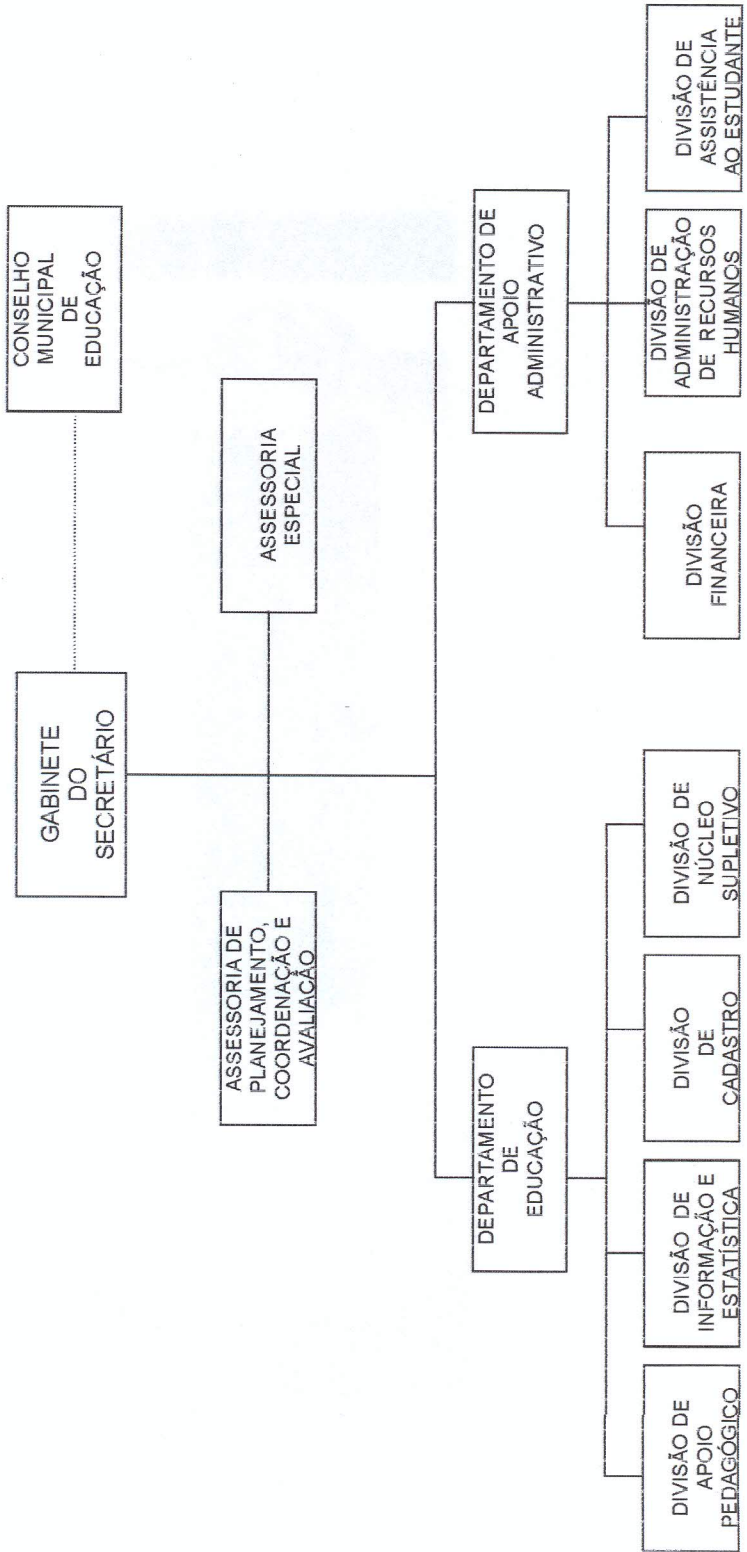 GABINETE
DO
SECRETÁRIO
CONSELHO
MUNICIPAL
DE
EDUCAÇÃO
ASSESSORIA DE
PLANEJAMENTO,
COORDENAÇÃO E
AVALIAÇÃO
ASSESSORIA
ESPECIAL
DEPARTAMENTO
DE
EDUCAÇÃO
DEPARTAMENTO DE
APOIO
ADMINISTRATIVO
DIVISÃO DE
APOIO
PEDAGÓGICO
DIVISÃO DE
INFORMAÇÃO E
ESTATÍSTICA
DIVISÃO
DE
CADASTRO
DIVISÃO DE
NÚCLEO
SUPLETIVO
DIVISÃO
FINANCEIRA
DIVISÃO DE
ADMINISTRAÇÃO
DE RECURSOS
HUMANOS
DIVISÃO DE
ASSISTÊNCIA
AO ESTUDANTE